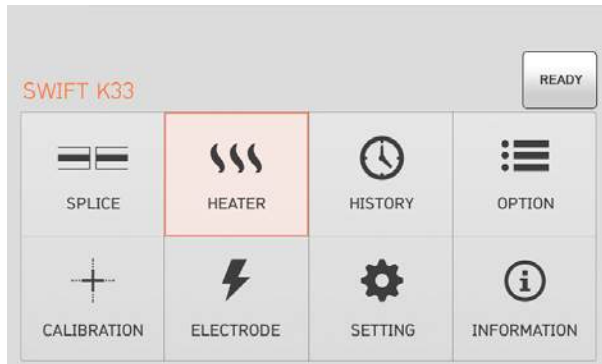 READY
SWIFT K33
SPLICE HEATER HISTORY OPTION
CALIBRATION ELECTRODE SETTING INFORMATION